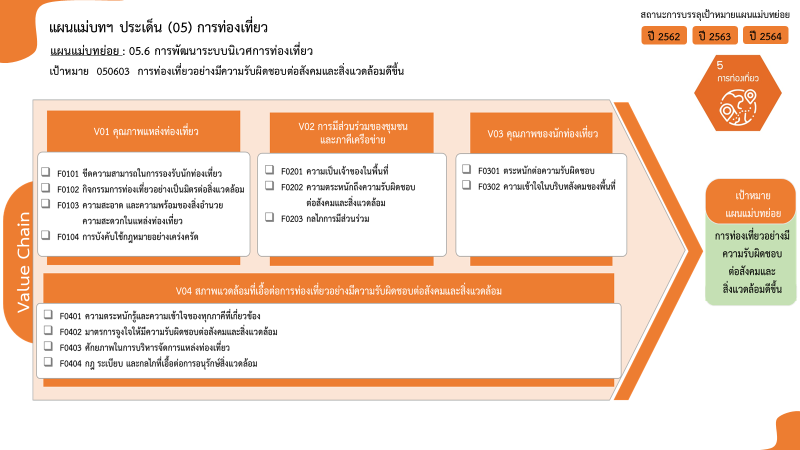 แผนแม่บทฯ ประเด็น (05) การท่องเที่ยว
แผนแม่บทย่อย : 05.6 การพัฒนาระบบนิเวศการท่องเที่ยว
เป้าหมาย 050603 การท่องเที่ยวอย่างมีความรับผิดชอบต่อสังคมและสิ่งแวดล้อมดีขึ้น
สถานะการบรรลุเป้าหมายแผนแม่บทย่อย
ปี 2562
ปี 2563
ปี 2564
5
การท่องเที่ยว
Value Chain
V01 คุณภาพแหล่งท่องเที่ยว
F0101 ขีดความสามารถในการรองรับนักท่องเที่ยว
F0102 กิจกรรมการท่องเที่ยวอย่างเป็นมิตรต่อสิ่งแวดล้อม
F0103 ความสะอาด และความพร้อมของสิ่งอำนวย
ความสะดวกในแหล่งท่องเที่ยว
F0104 การบังคับใช้กฎหมายอย่างเคร่งครัด
V02 การมีส่วนร่วมของชุมชน
และภาคีเครือข่าย
F0201 ความเป็นเจ้าของในพื้นที่
F0202 ความตระหนักถึงความรับผิดชอบ
ต่อสังคมและสิ่งแวดล้อม
F0203 กลไกการมีส่วนร่วม
V03 คุณภาพของนักท่องเที่ยว
F0301 ตระหนักต่อความรับผิดชอบ
F0302 ความเข้าใจในบริบทสังคมของพื้นที่
V04 สภาพแวดล้อมที่เอื้อต่อการท่องเที่ยวอย่างมีความรับผิดชอบต่อสังคมและสิ่งแวดล้อม
F0401 ความตระหนักรู้และความเข้าใจของทุกภาคีที่เกี่ยวข้อง
F0402 มาตรการจูงใจให้มีความรับผิดชอบต่อสังคมและสิ่งแวดล้อม
F0403 ศักยภาพในการบริหารจัดการแหล่งท่องเที่ยว
F0404 กฎ ระเบียบ และกลไกที่เอื้อต่อการอนุรักษ์สิ่งแวดล้อม
เป้าหมาย
แผนแม่บทย่อย
การท่องเที่ยวอย่างมี
ความรับผิดชอบ
ต่อสังคมและ
สิ่งแวดล้อมดีขึ้น